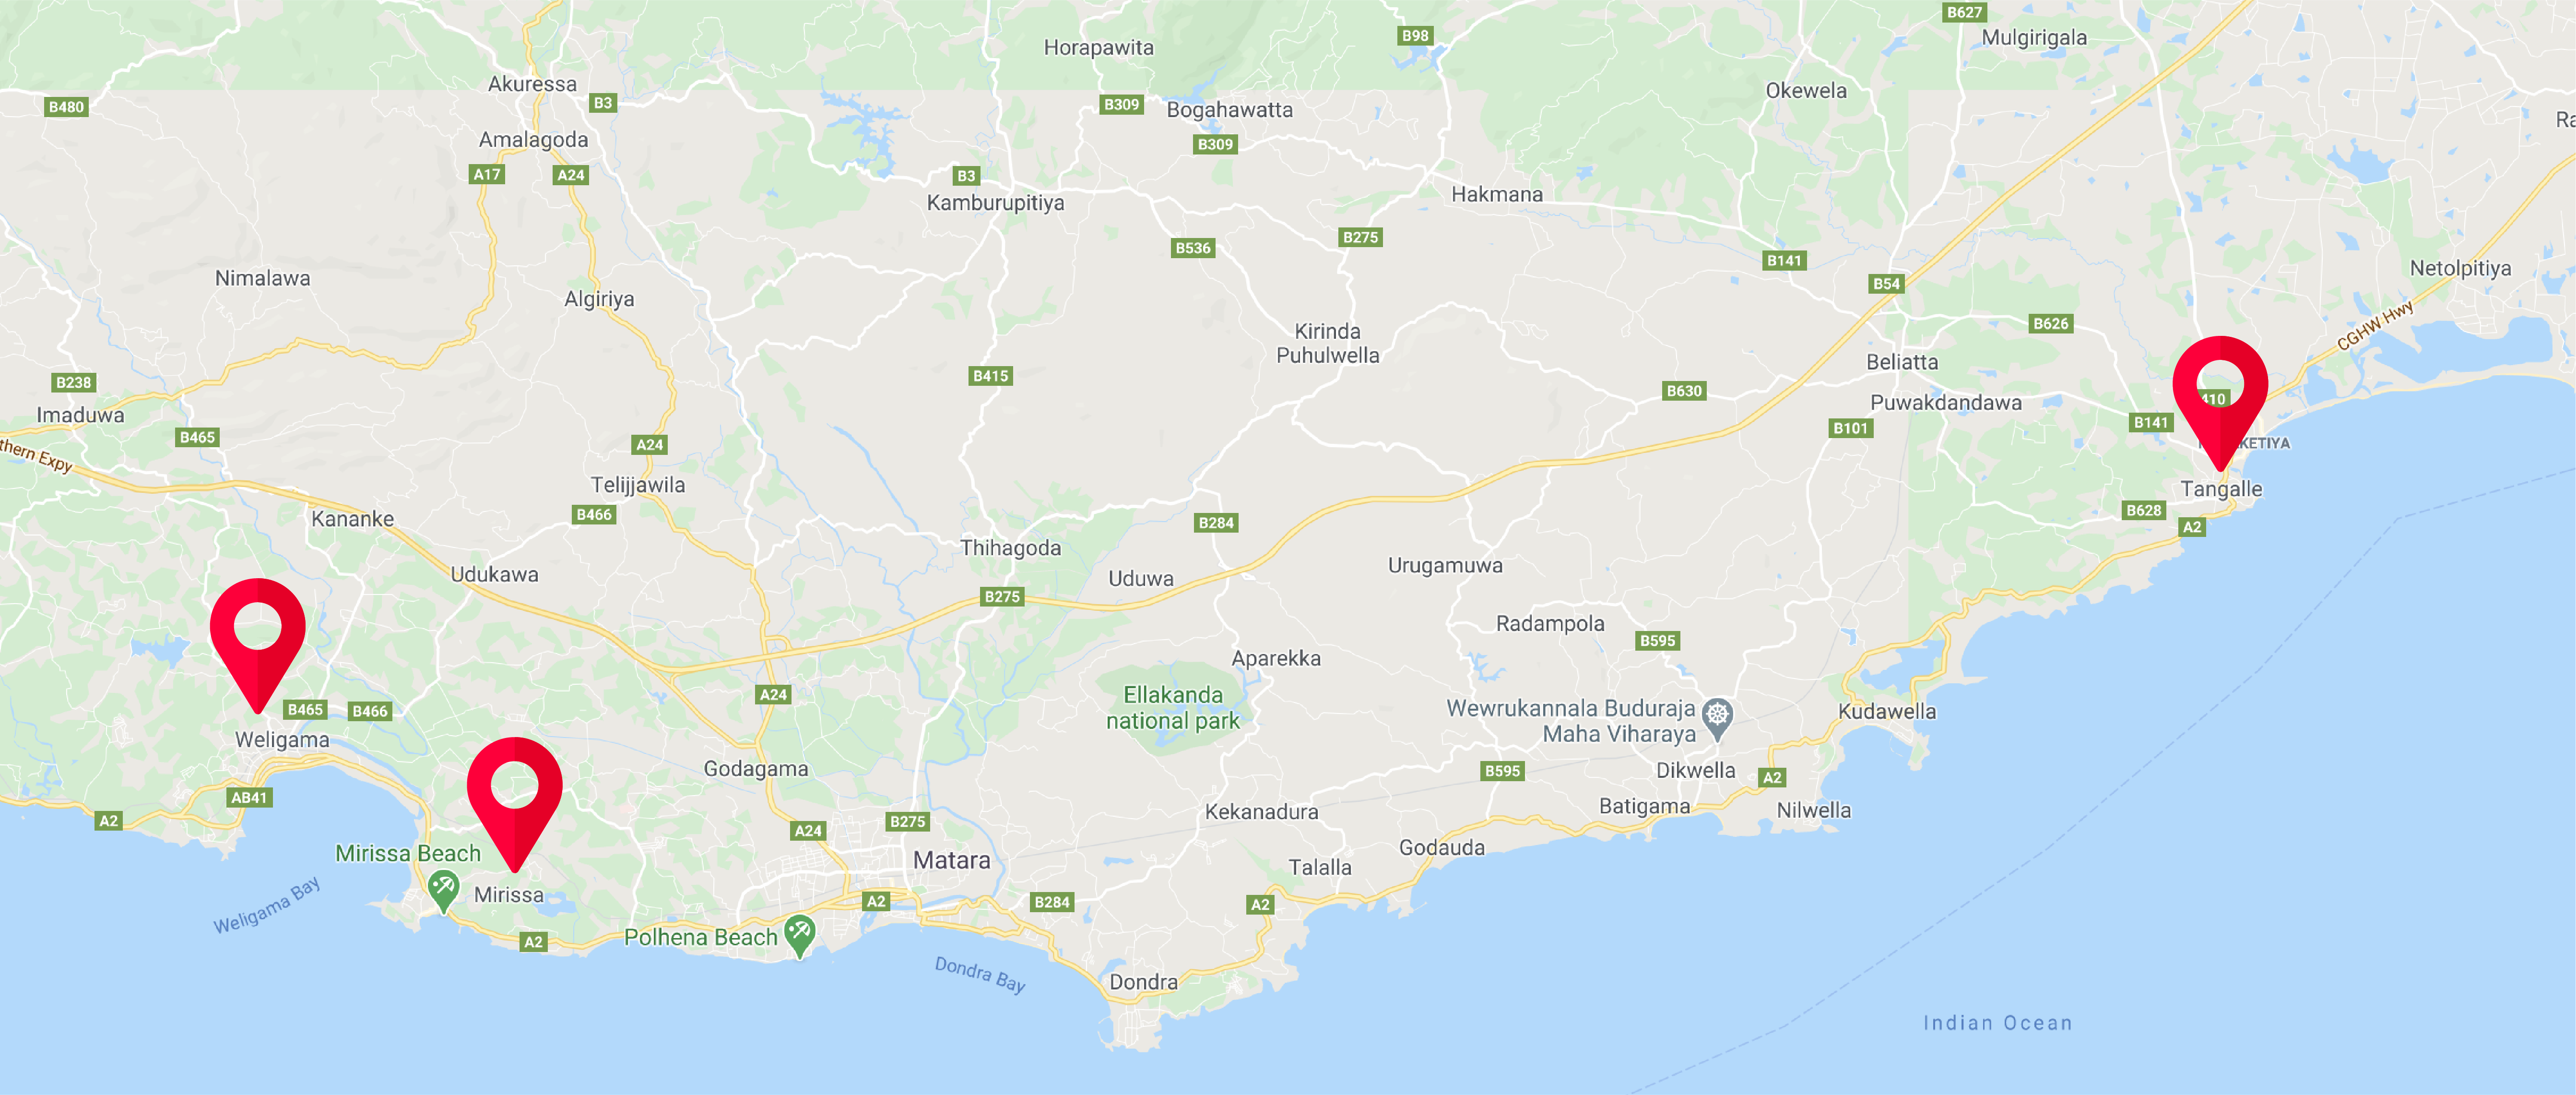 B627
Mulgirigala
B98
Horapawita
Akuressa
Okewela
B480
B3
B309
Bogahawatta
Ra
Amalagoda
B309
A17
A24
B3
Kamburupitiya
Hakmana
B275
B536
B141
Netolpitiya
Nimalawa
B54
Algiriya
B626
CGHW Hwy
Kirinda
Puhulwella
Beliatta
B415
B238
B630
Puwakdandawa
410
Imaduwa
B465
B101
B141
A24
KETIYA
thern Expy
Telijjawila
Tangalle
B466
B628
Kananke
B284
A2
Thihagoda
Udukawa
Uduwa
Urugamuwa
B275
Radampola
B595
Aparekka
A24
Ellakanda
national park
B465
B466
Wewrukannala Buduraja
Maha Viharaya
Kudawella
Weligama
Godagama
B595
Dikwella
A2
AB41
Batigama
Nilwella
Kekanadura
A2
B275
A24
Godauda
Mirissa Beach
Matara
Talalla
Mirissa
Weligama Bay
A2
B284
A2
A2
Polhena Beach
Dondra Bay
Dondra
Indian Ocean